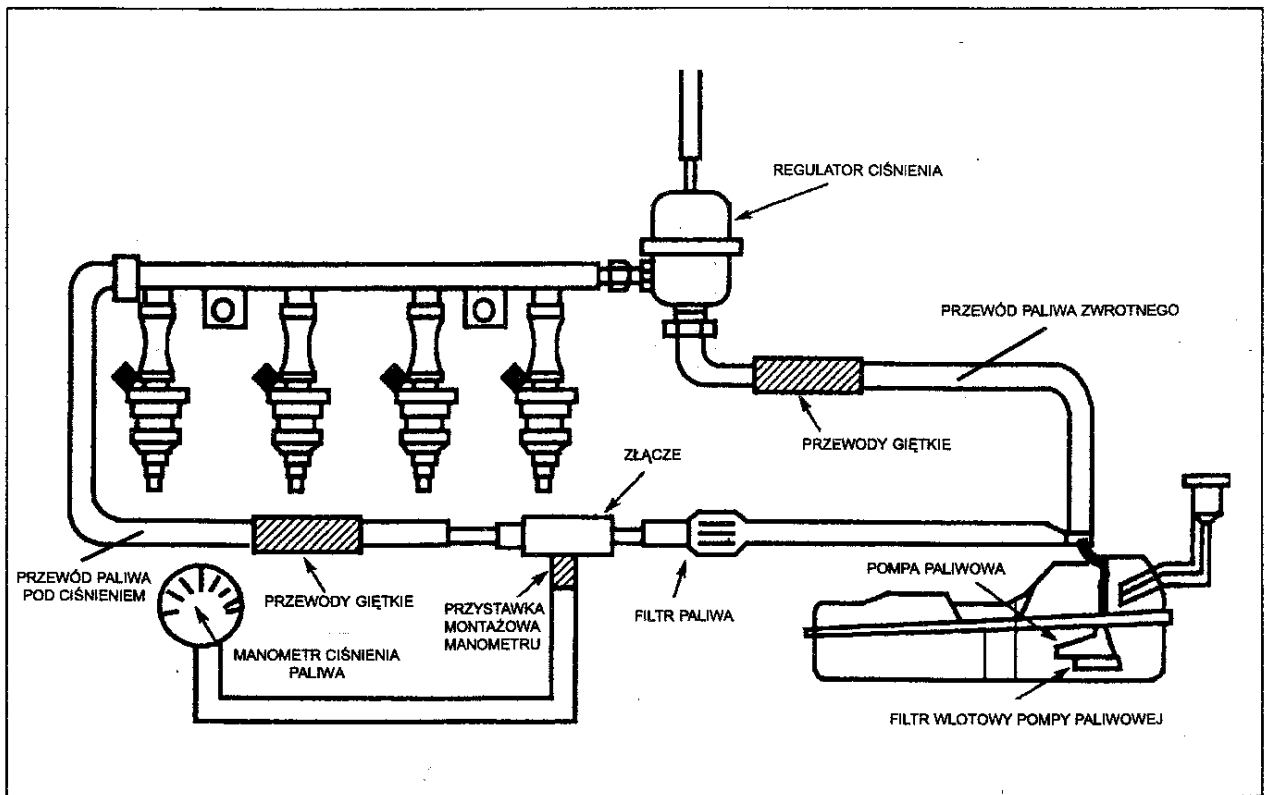 REGULATOR CIŚNIENIA
PRZEWÓD PALIWA ZWROTNEGO
PRZEWODY GIĘTKIE
ZŁĄCZE
PRZEWÓD PALIWA
POD CIŚNIENIEM
PRZEWODY GIĘTKIE
PRZYSTAWKA
MONTAŻOWA
MANOMETRU
FILTR PALIWA
POMPA PALIWOWA
MANOMETR CIŚNIENIA
PALIWA
FILTR WLOTOWY POMPY PALIWOWEJ